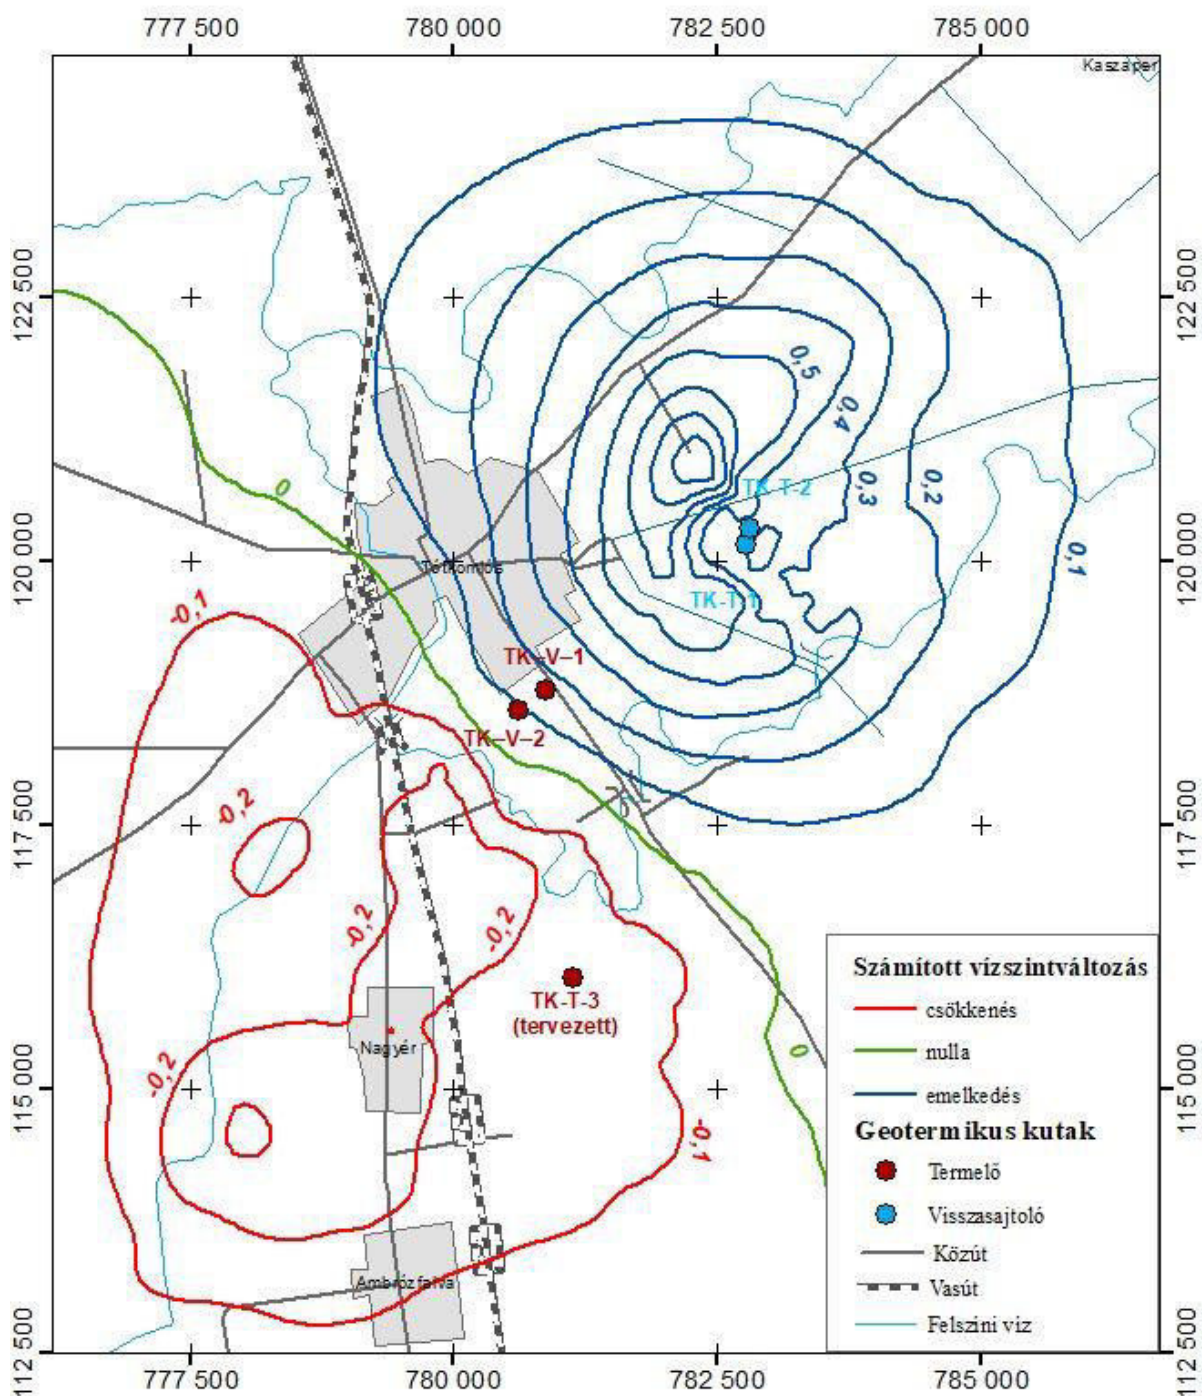 777 500 780 000 782 500 785 000
Kaszaper
122 500
122 500
0,5
0,4
0
TK-T-2
0,3
0,2
0,1
120 000
120 000
Tótkomlós
-0,1
TK-T-1
TK–V–1
TK–V–2
-0,2
117 500
117 500
-0,2
-0,2
TK-T-3
(tervezett)
Nagyér
0
-0,2
115 000
115 000
-0,1
Ambrózfalva
Számított vízszintváltozás
csökkenés
nulla
emelkedés
Geotermikus kutak
Termelő
Visszasajtoló
Közút
Vasút
Felszíni víz
112 500
112 500
777 500 780 000 782 500 785 000